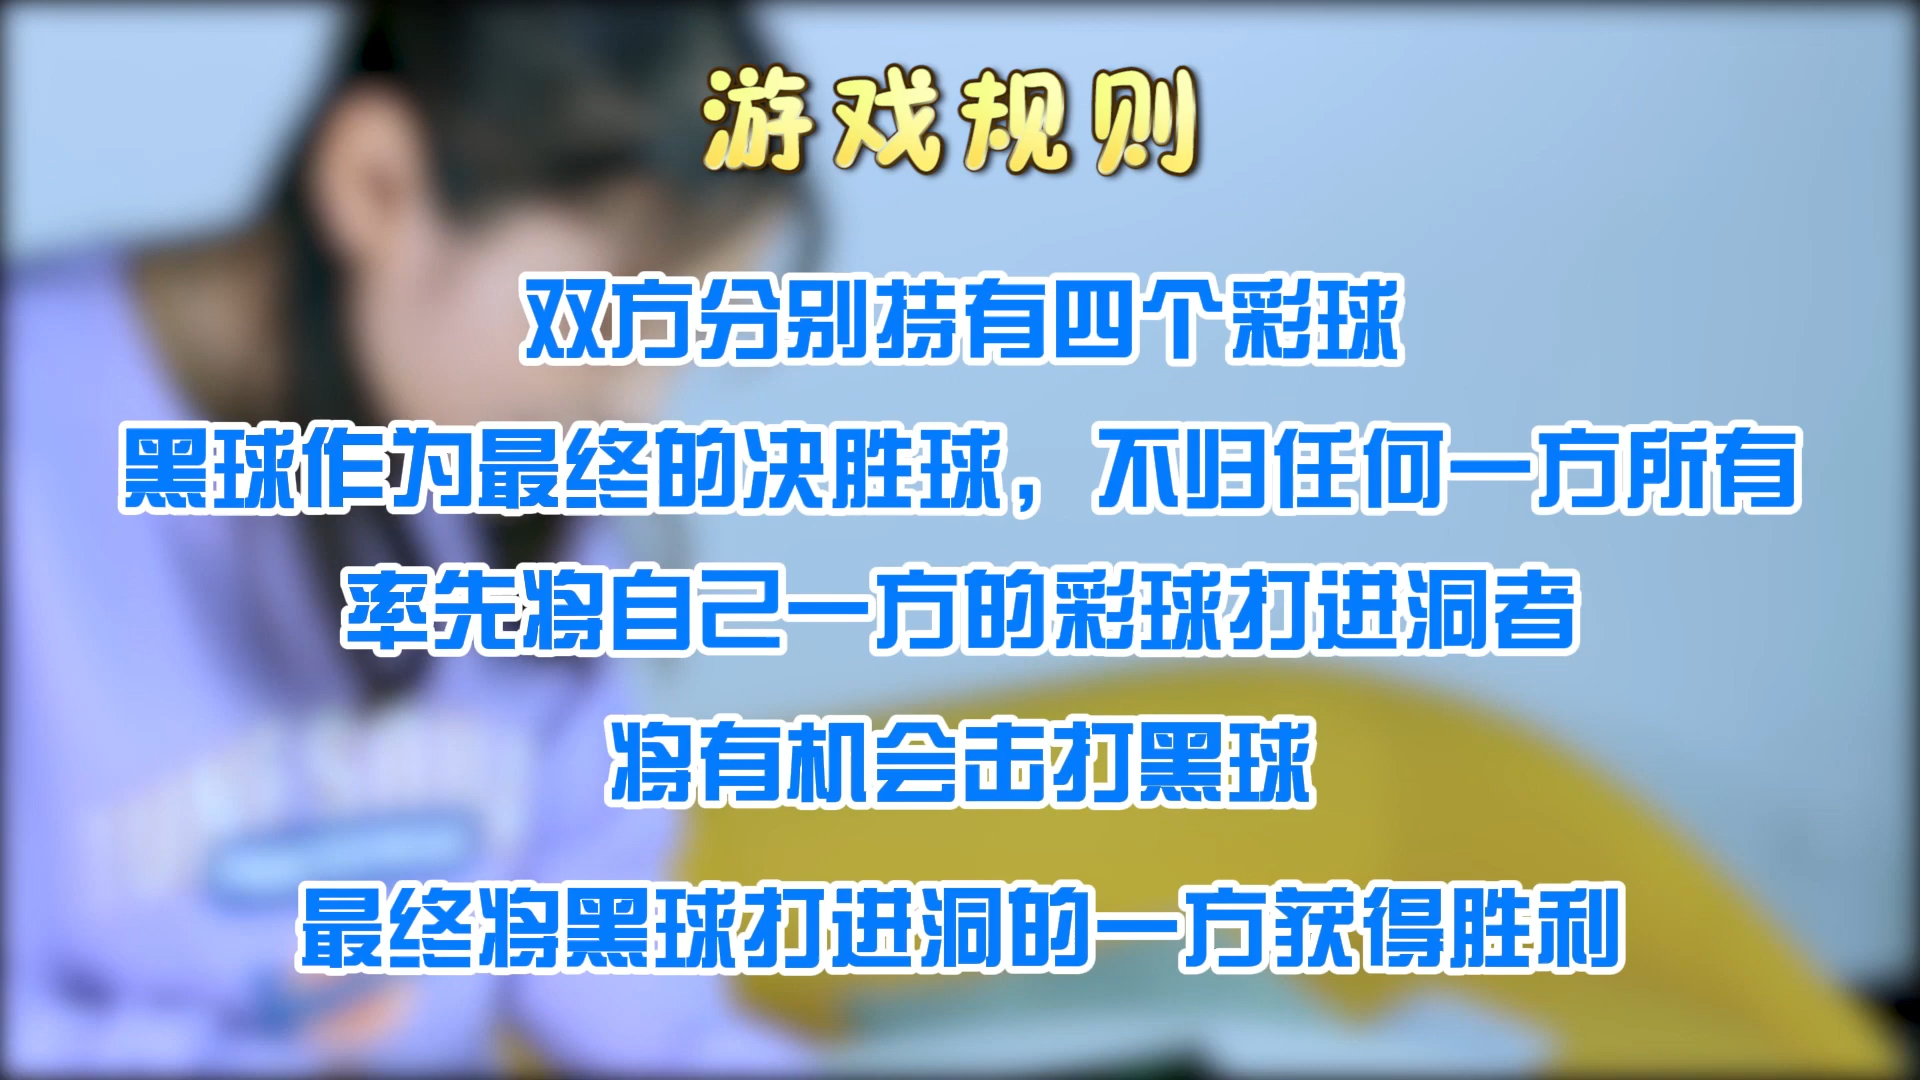 游戏规则
双方分别持有四个彩球
黑球作为最终的决胜球，不归任何一方所有
率先将自己一方的彩球打进洞者
将有机会击打黑球
最终将黑球打进洞的一方获得胜利